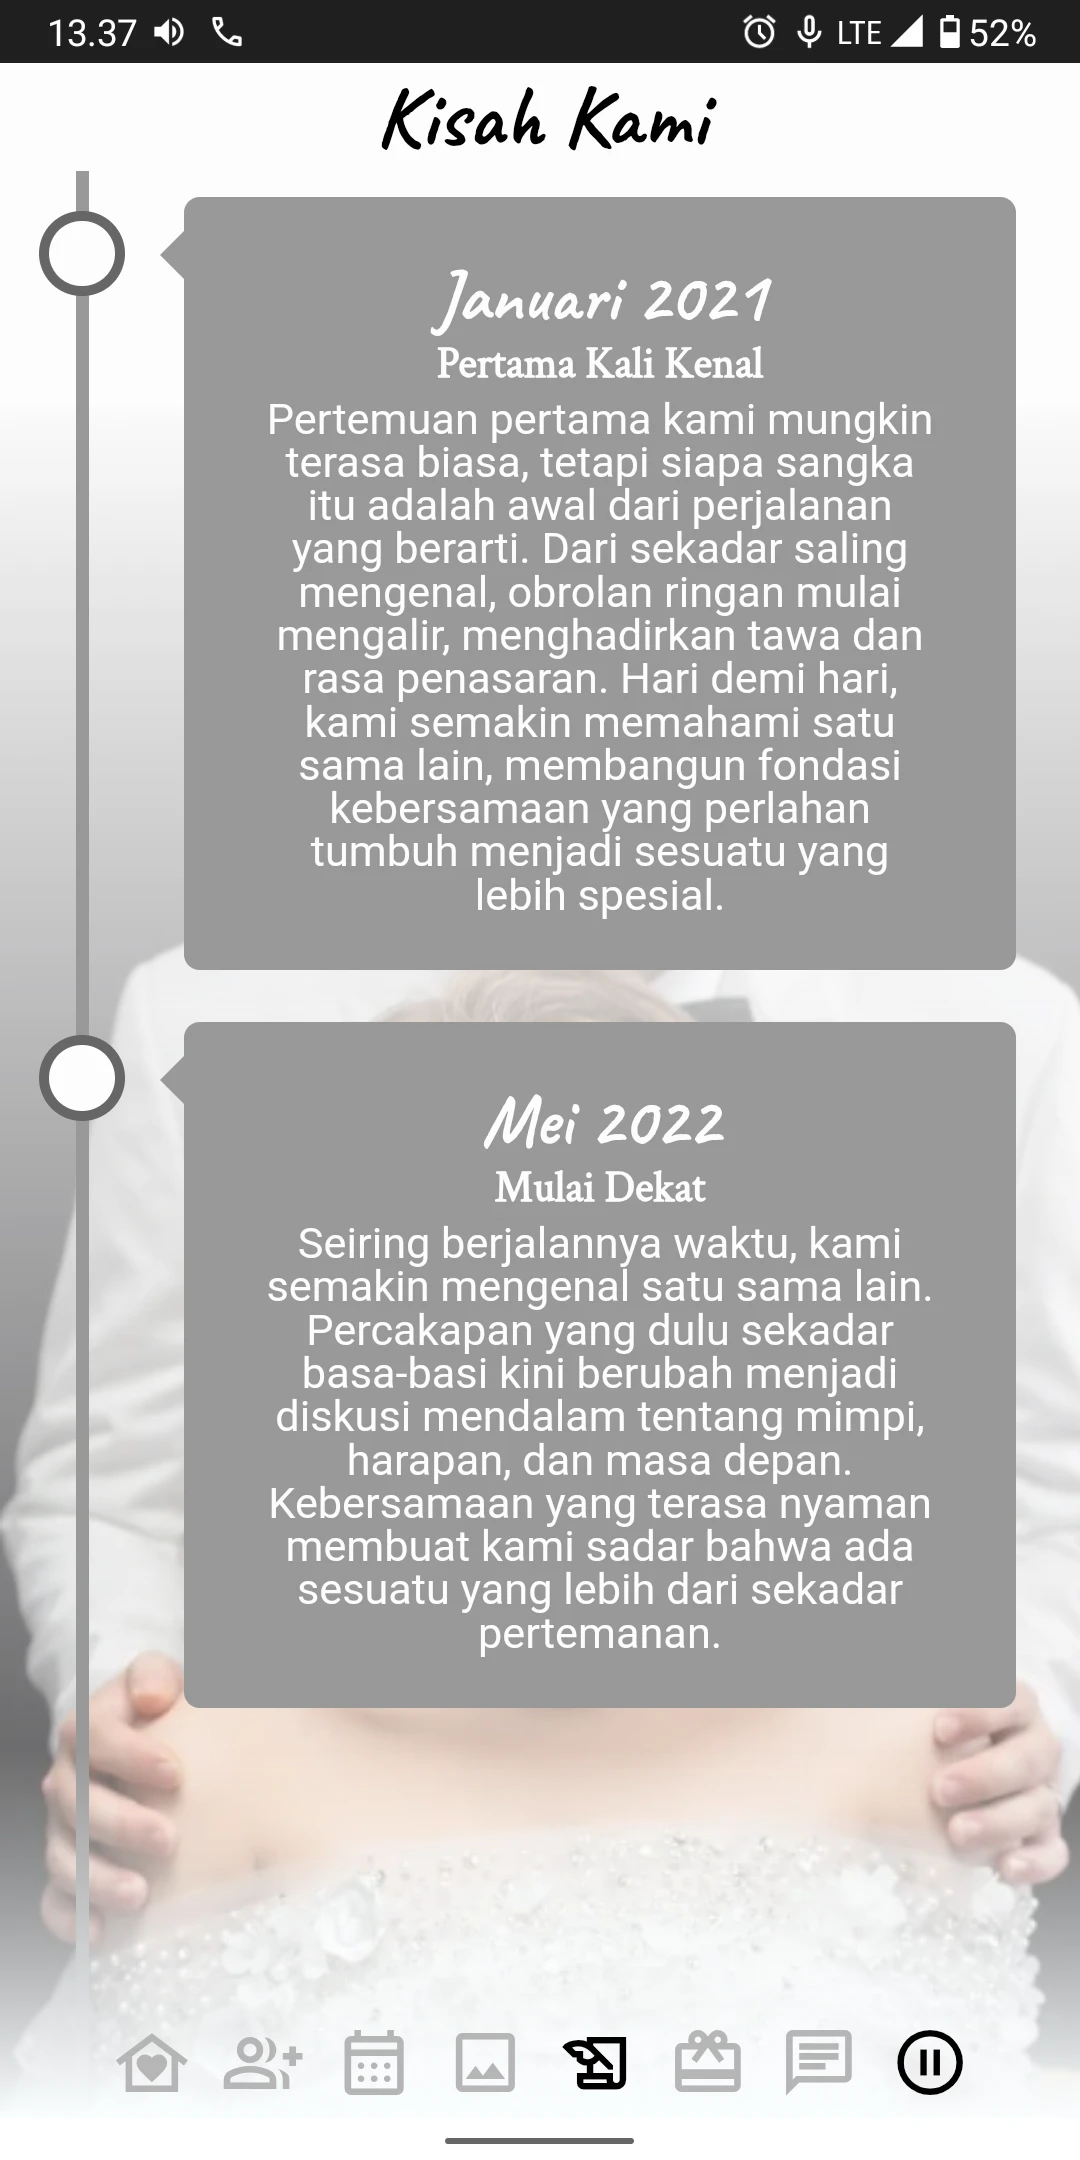 13.37
LTE
52%
Kisah Kami
Januari 2021
Pertama Kali Kenal
Pertemuan pertama kami mungkin
terasa biasa, tetapi siapa sangka
itu adalah awal dari perjalanan
yang berarti. Dari sekadar saling
mengenal, obrolan ringan mulai
mengalir, menghadirkan tawa dan
rasa penasaran. Hari demi hari,
kami semakin memahami satu
sama lain, membangun fondasi
kebersamaan yang perlahan
tumbuh menjadi sesuatu yang
lebih spesial.
Mei 2022
Mulai Dekat
Seiring berjalannya waktu, kami
semakin mengenal satu sama lain.
Percakapan yang dulu sekadar
basa-basi kini berubah menjadi
diskusi mendalam tentang mimpi,
harapan, dan masa depan.
Kebersamaan yang terasa nyaman
membuat kami sadar bahwa ada
sesuatu yang lebih dari sekadar
pertemanan.